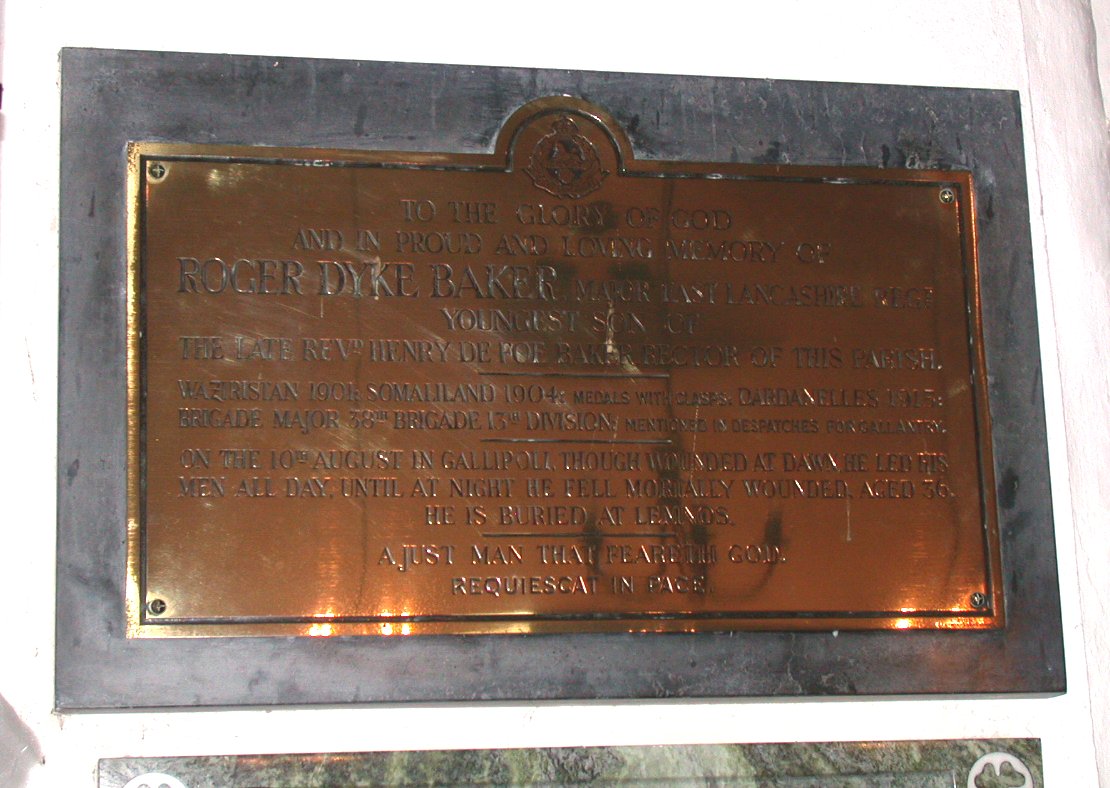 TO THE GLORY OF GOD
AND IN PROUD AND LOVING MEMORY OF
ROGER DYKE BAKER MAJOR EAST LANCASHIRE REGT
YOUNGEST SON OF
THE LATE REVD HENRY DE FOE BAKER RECTOR OF THIS PARISH.
WAZIRISTAN 1901: SOMALILAND 1904: MEDALS WITH CLASPS. DARDANELLES 1915:
BRIGADE MAJOR 38TH BRIGADE 13TH DIVISION: MENTIONED IN DESPATCHES FOR GALLANTRY.
ON THE 10TH AUGUST IN GALLIPOLI, THOUGH WOUNDED AT DAWN, HE LED HIS
MEN ALL DAY, UNTIL AT NIGHT HE FELL MORTALLY WOUNDED, AGED 36.
HE IS BURIED AT LEMNOS.
A JUST MAN THAT FEARETH GOD.
REQUIESCAT IN PACE.